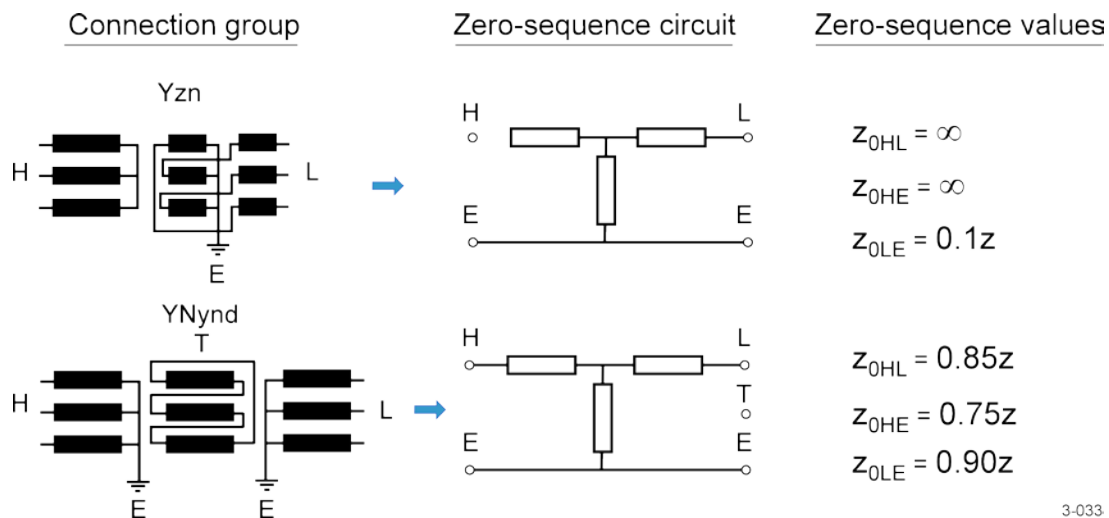 Connection group
Zero-sequence circuit
Zero-sequence values
Yzn
H
L
E
H
L
E
E
z0HL = ∞
z0HE = ∞
z0LE = 0.1z
YNynd
T
H
L
E
E
H
L
T
E
E
z0HL = 0.85z
z0HE = 0.75z
z0LE = 0.90z
3-033